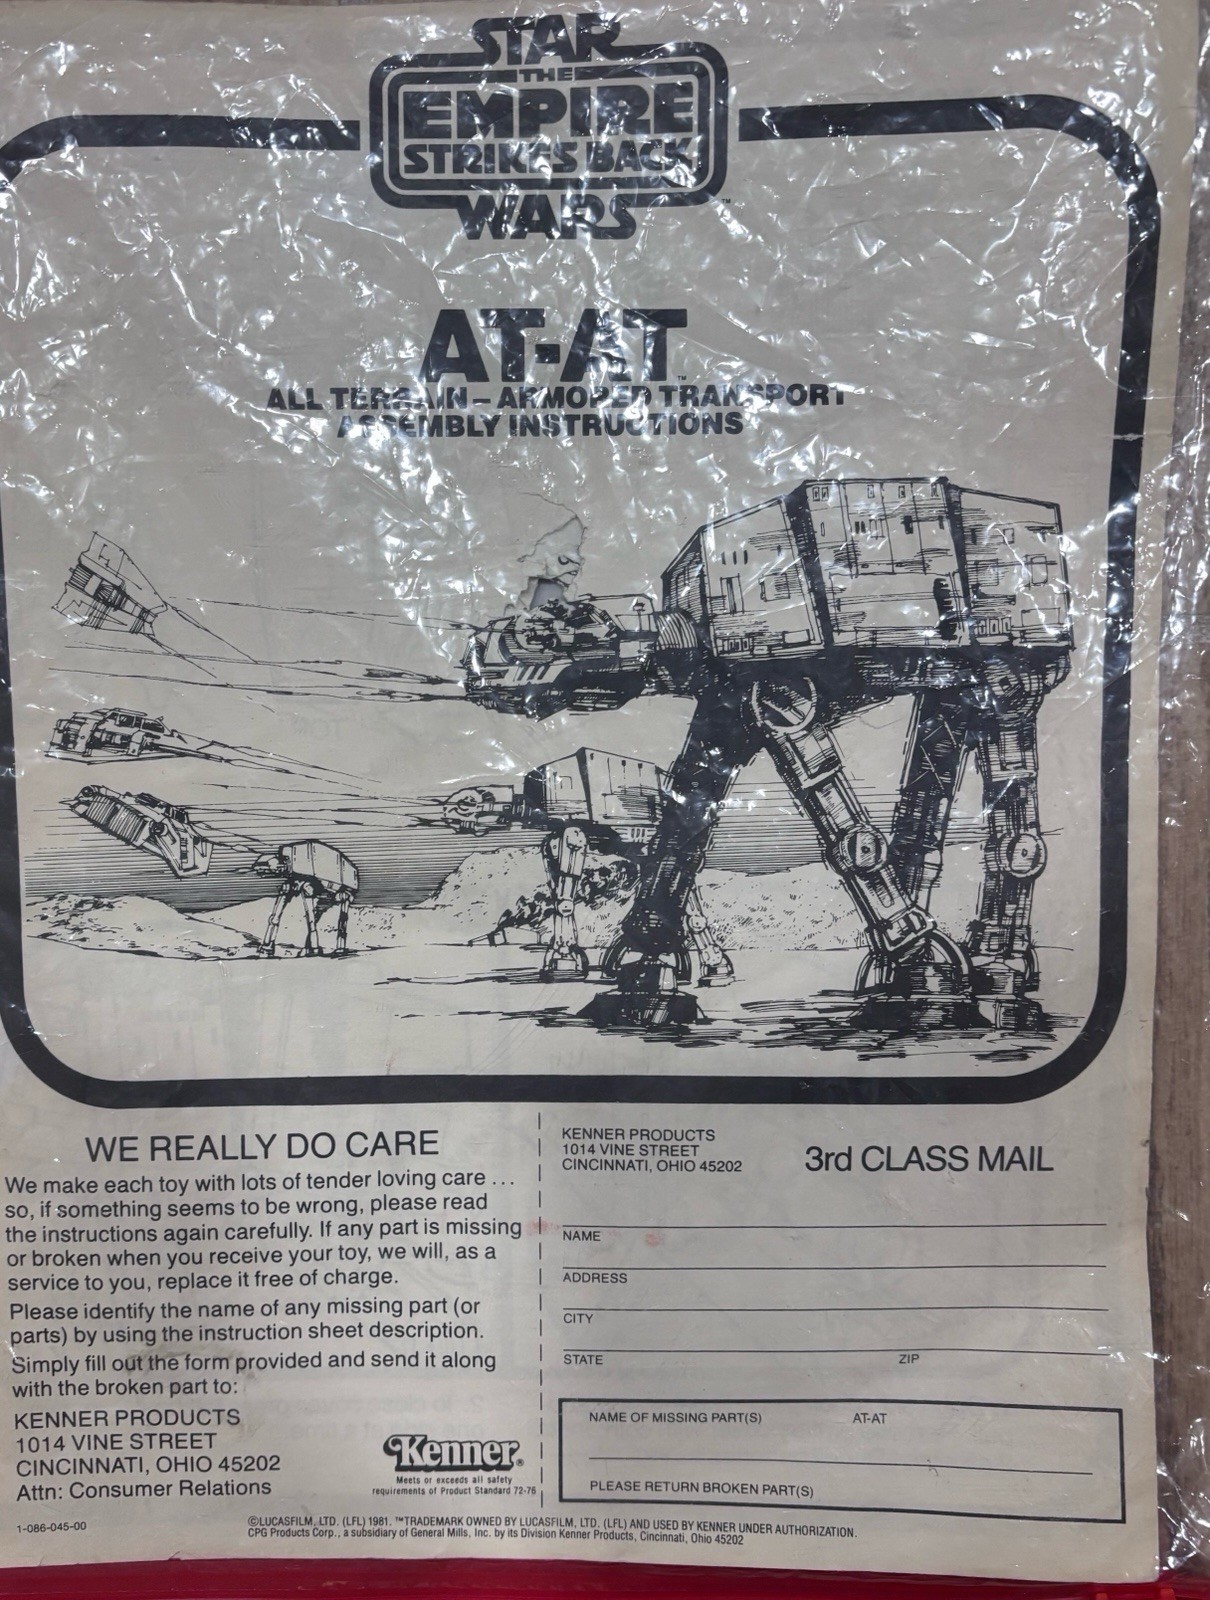 STAR
THE
EMPIRE
STRIKES BACK
WARS™
AT-AT™
ALL TERRAIN – ARMORED TRANSPORT
ASSEMBLY INSTRUCTIONS
WE REALLY DO CARE
We make each toy with lots of tender loving care ...
so, if something seems to be wrong, please read
the instructions again carefully. If any part is missing
or broken when you receive your toy, we will, as a
service to you, replace it free of charge.
Please identify the name of any missing part (or
parts) by using the instruction sheet description.
Simply fill out the form provided and send it along
with the broken part to:
KENNER PRODUCTS
1014 VINE STREET
CINCINNATI, OHIO 45202
Attn: Consumer Relations
Kenner®
Meets or exceeds all safety
requirements of Product Standard 72-76
KENNER PRODUCTS
1014 VINE STREET
CINCINNATI, OHIO 45202
3rd CLASS MAIL
NAME
ADDRESS
CITY
STATE ZIP
NAME OF MISSING PART(S) AT-AT
PLEASE RETURN BROKEN PART(S)
1-086-045-00
©LUCASFILM, LTD. (LFL) 1981. ™TRADEMARK OWNED BY LUCASFILM, LTD. (LFL) AND USED BY KENNER UNDER AUTHORIZATION.
CPG Products Corp., a subsidiary of General Mills, Inc. by its Division Kenner Products, Cincinnati, Ohio 45202